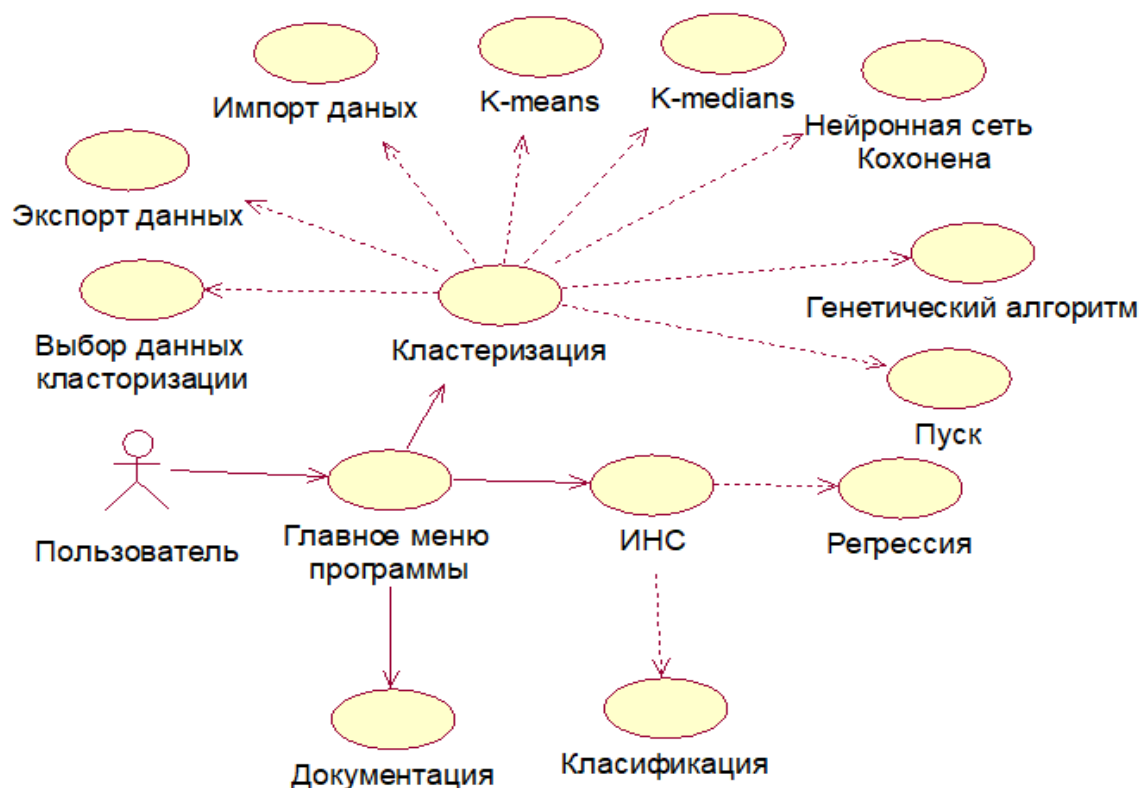 Импорт даных
K-means
K-medians
Нейронная сеть
Кохонена
Экспорт данных
Генетический алгоритм
Выбор данных
класторизации
Кластеризация
Пуск
Пользователь
Главное меню
программы
ИНС
Регрессия
Документация
Класификация